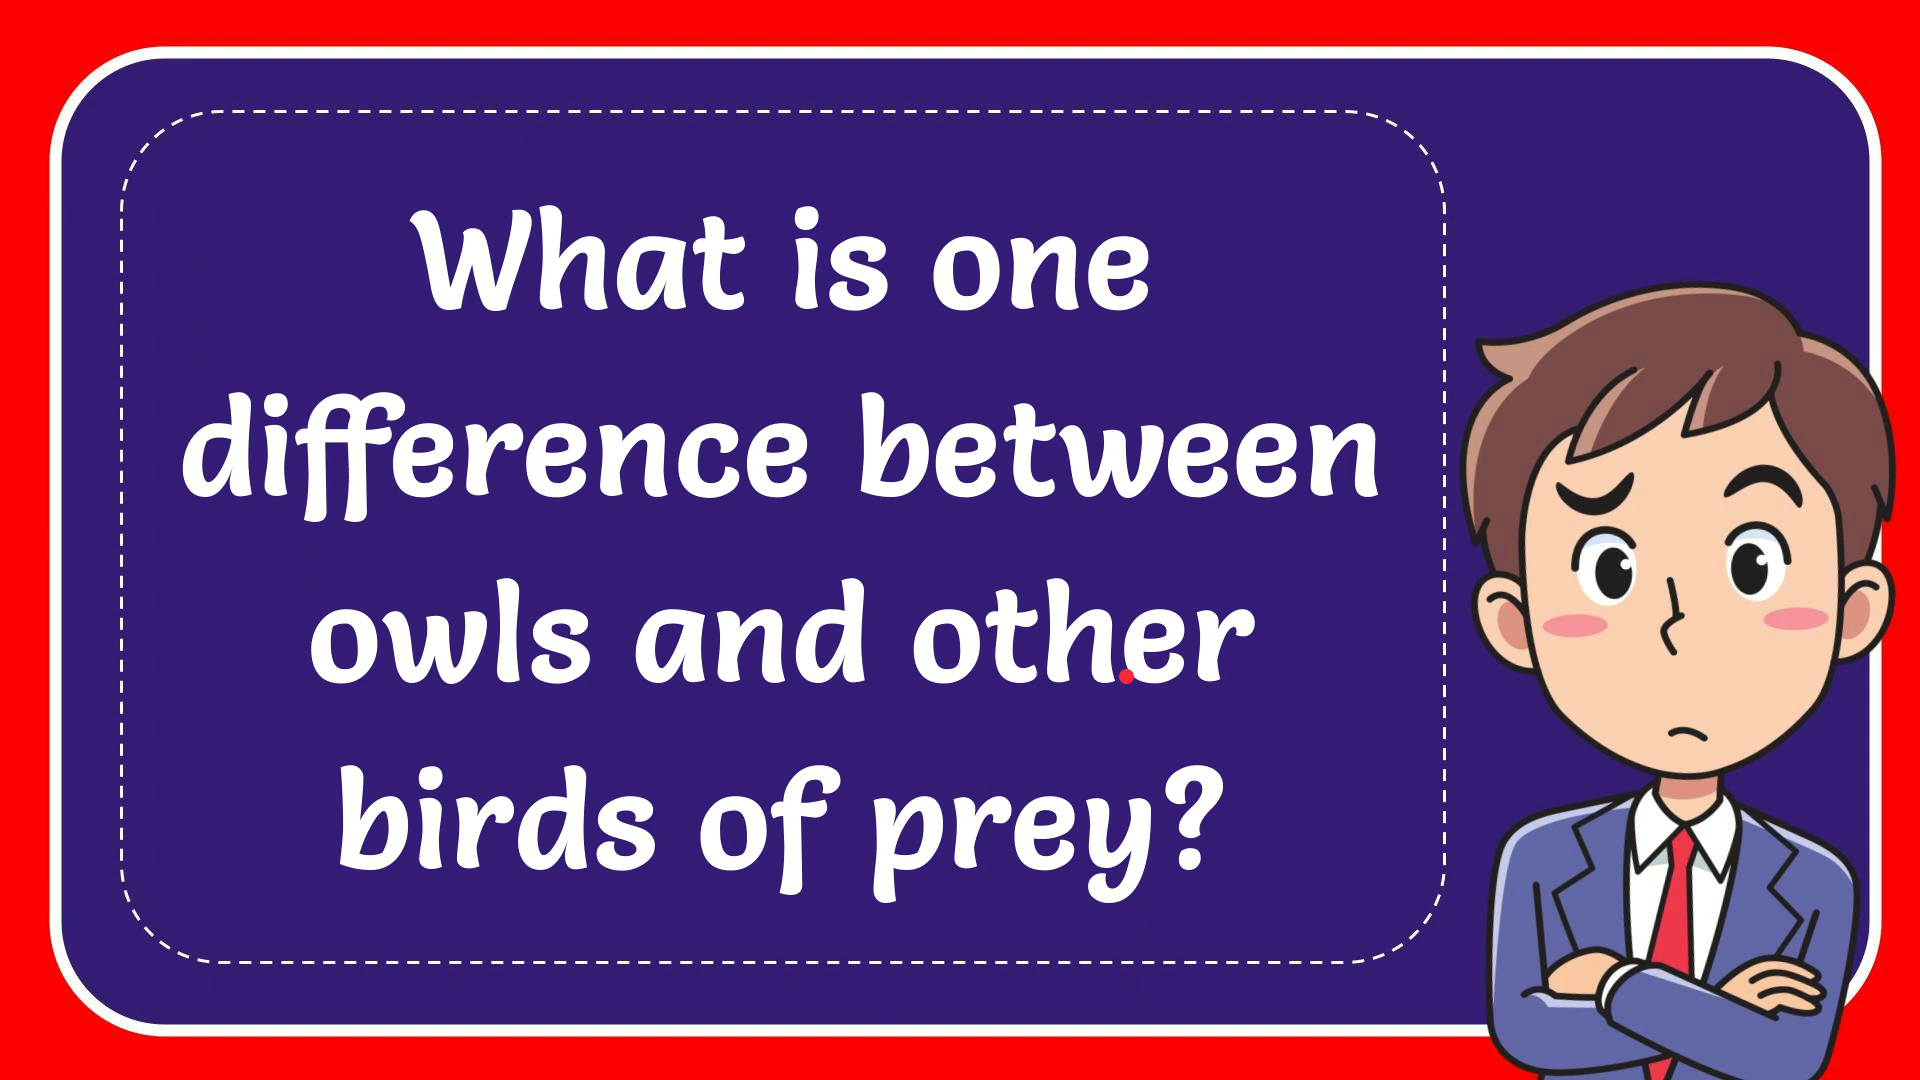 What is one
difference between
owls and other
birds of prey?